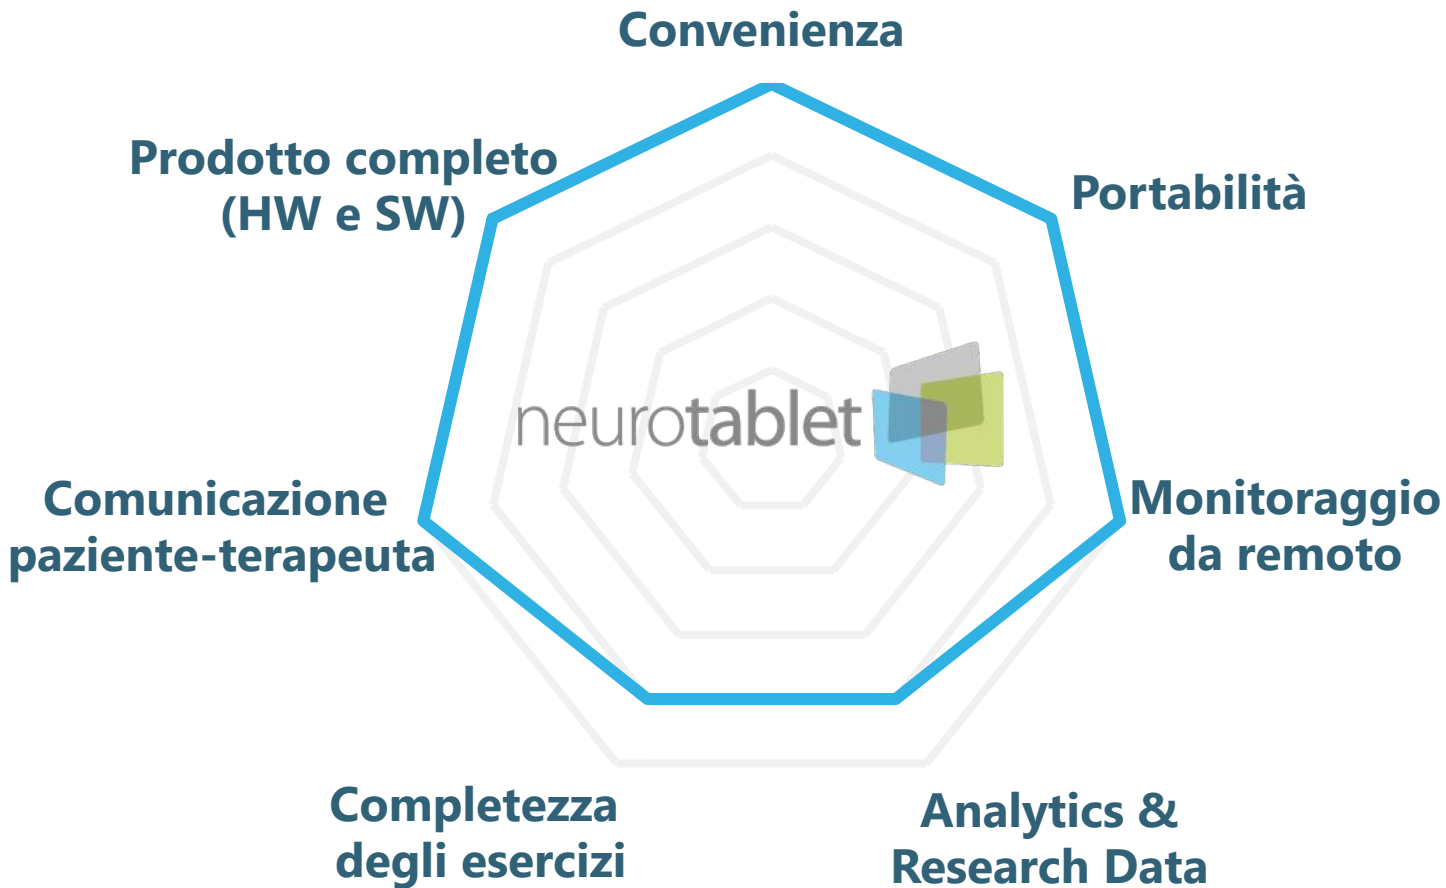 Convenienza
Prodotto completo
(HW e SW)
Portabilità
neurotablet
Comunicazione
paziente-terapeuta
Monitoraggio
da remoto
Completezza
degli esercizi
Analytics &
Research Data